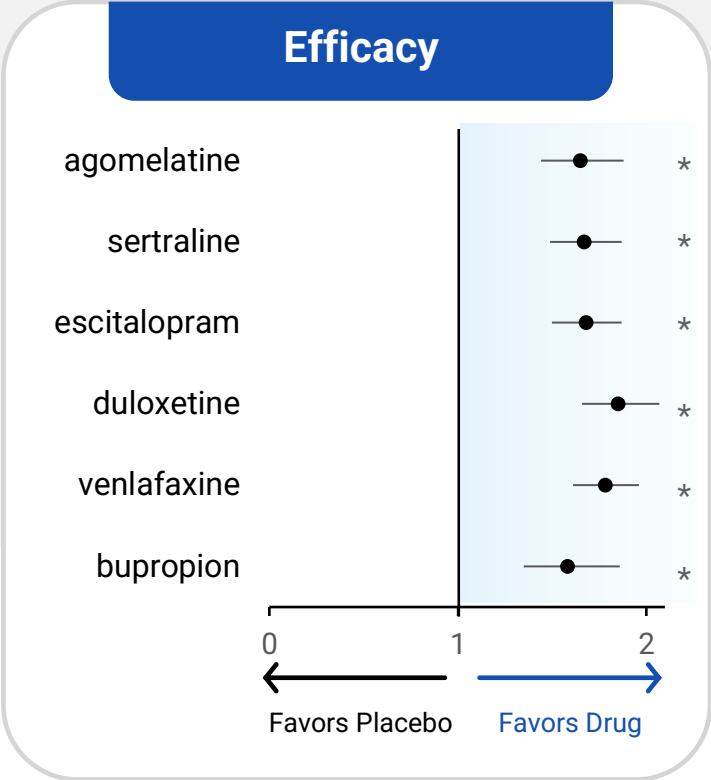 Efficacy
agomelatine *
sertraline *
escitalopram *
duloxetine *
venlafaxine *
bupropion *
0 1 2
Favors Placebo Favors Drug